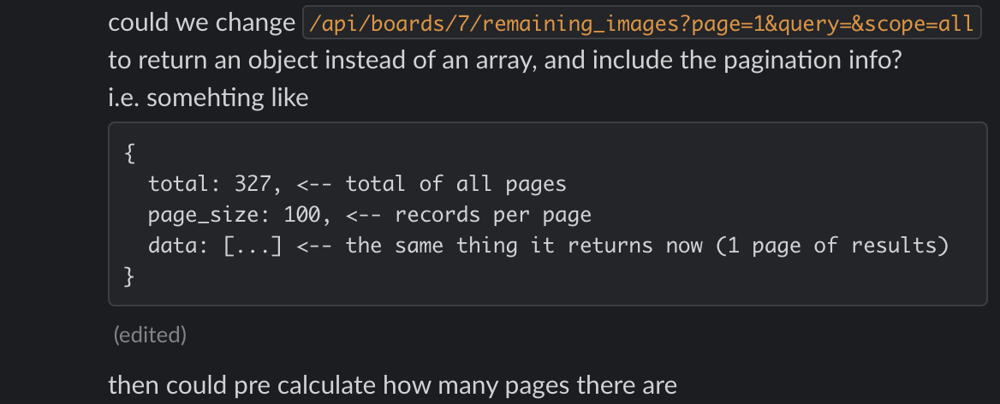 could we change /api/boards/7/remaining_images?page=1&query=&scope=all
to return an object instead of an array, and include the pagination info?
i.e. somehting like
{
  total: 327, <-- total of all pages
  page_size: 100, <-- records per page
  data: [...] <-- the same thing it returns now (1 page of results)
}
(edited)
then could pre calculate how many pages there are